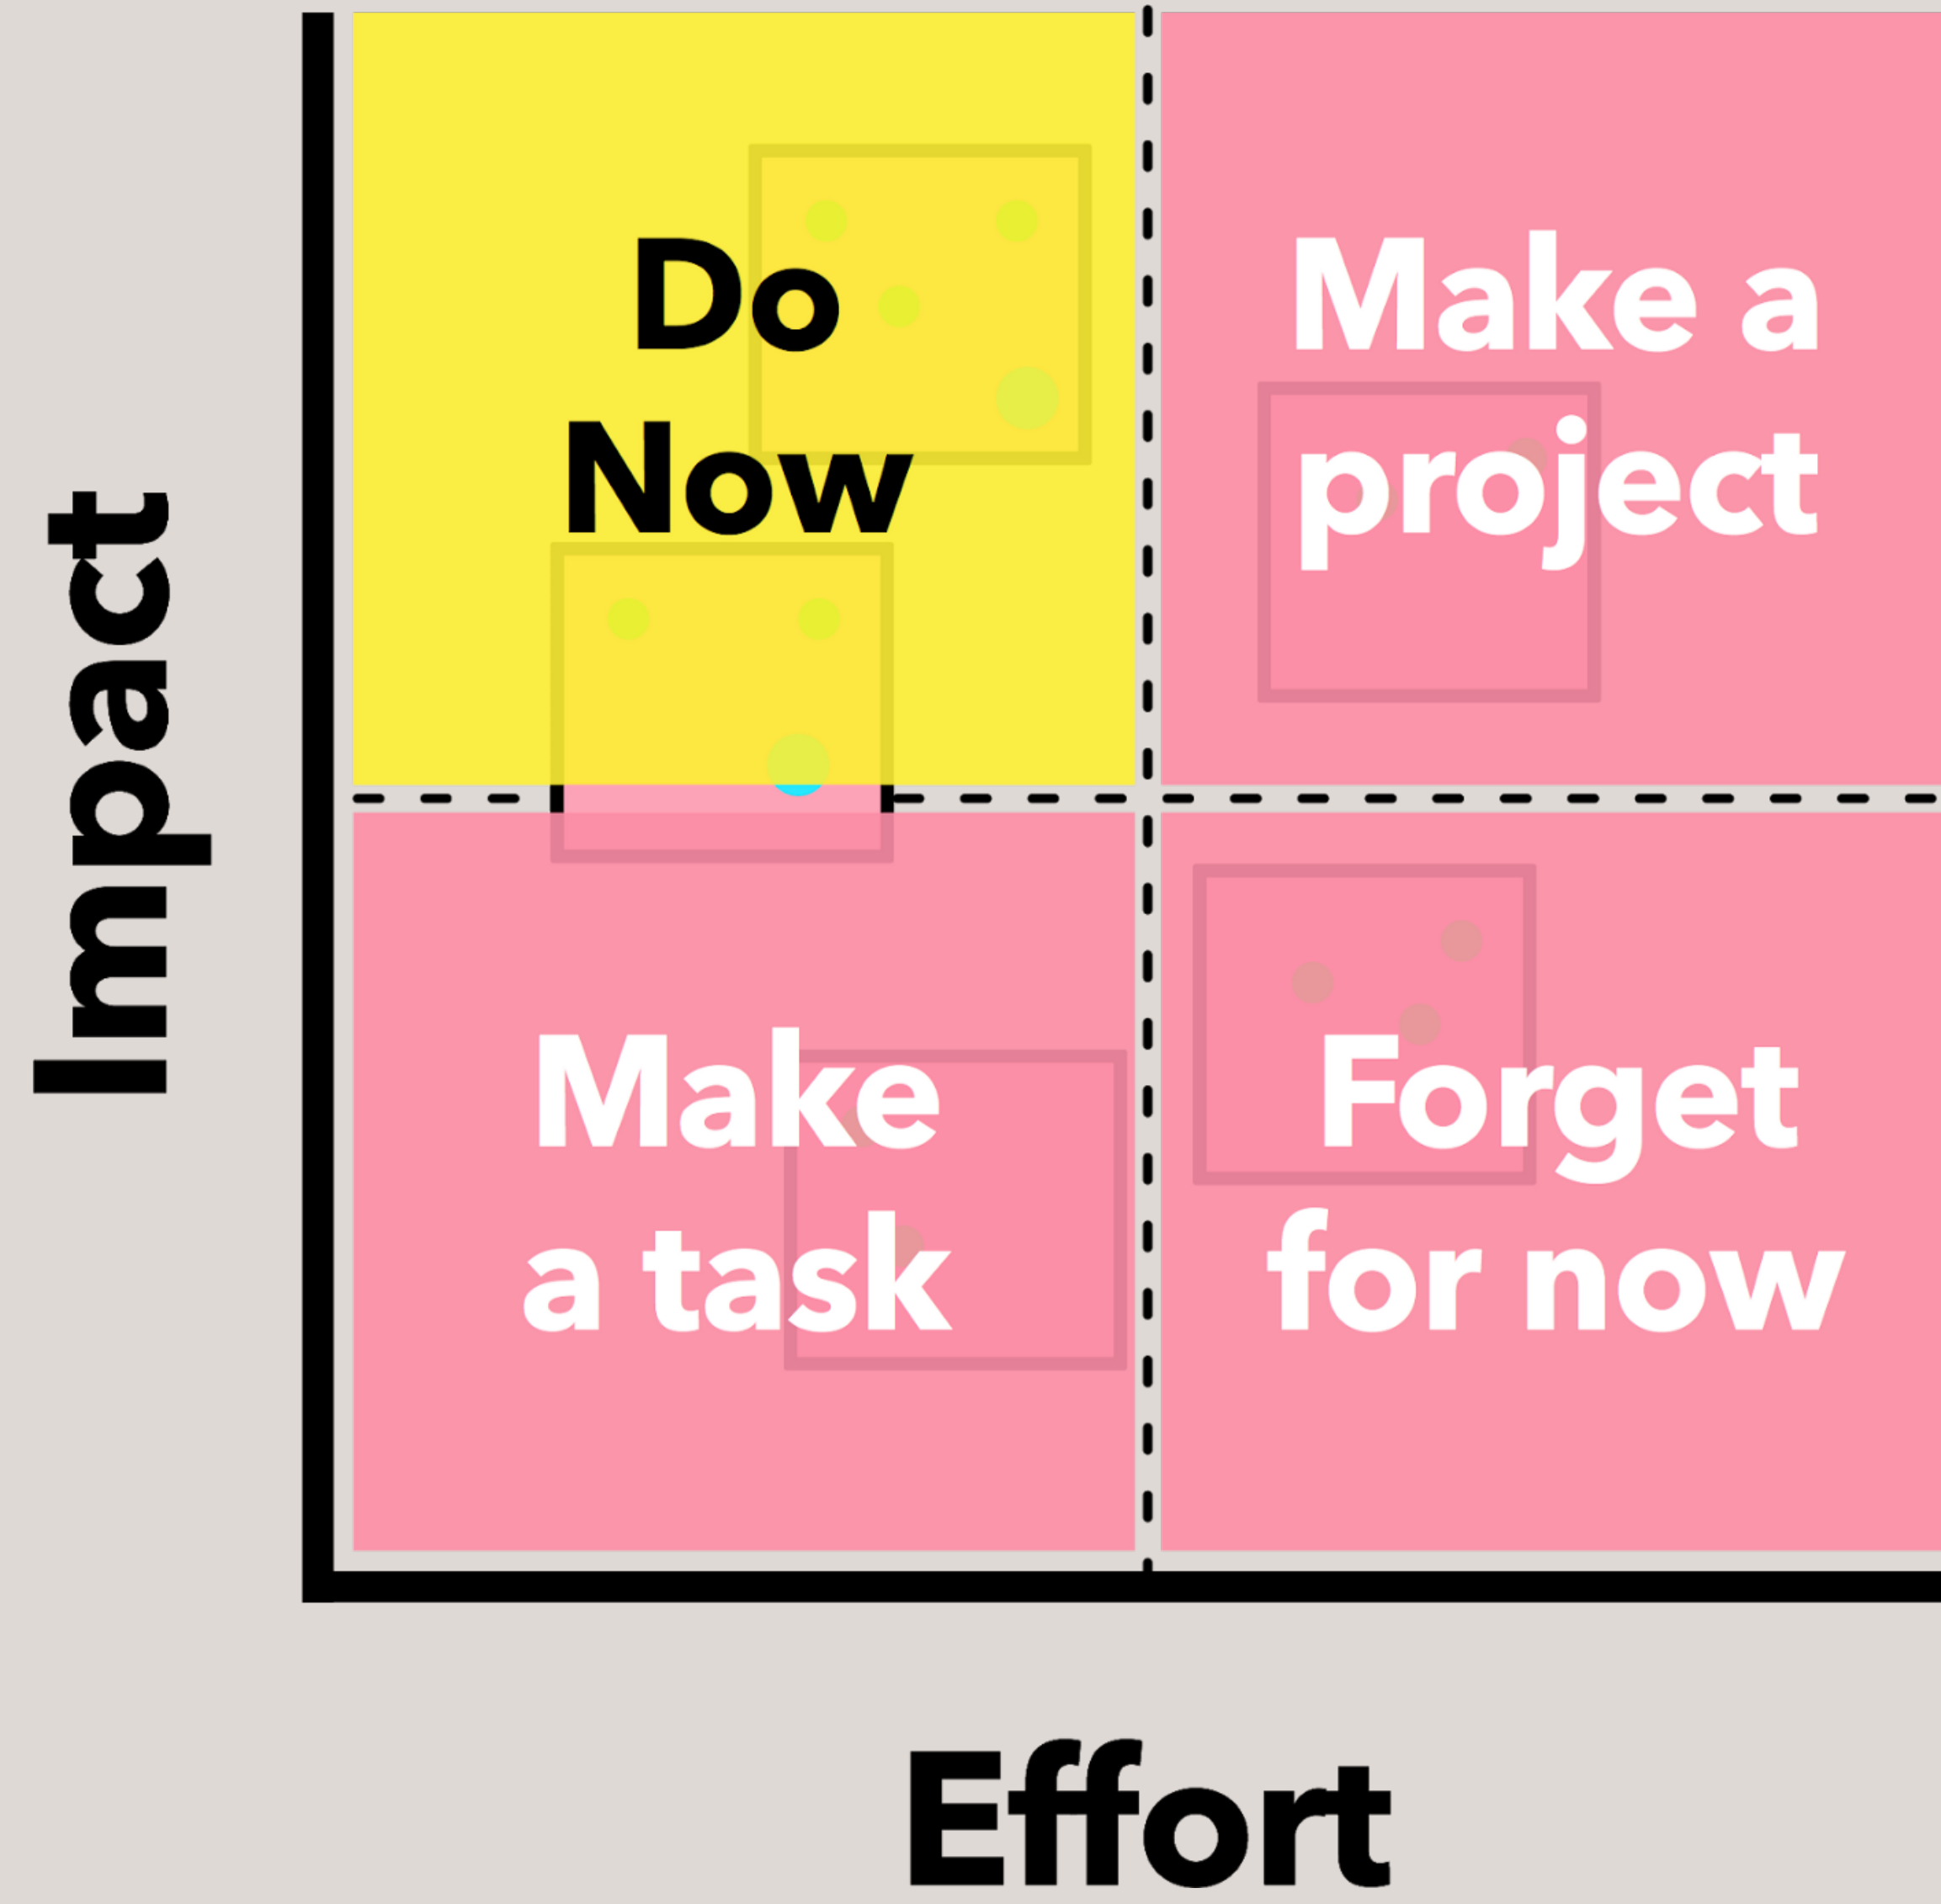 Impact
Do
Now
Make a
project
Make
a task
Forget
for now
Effort